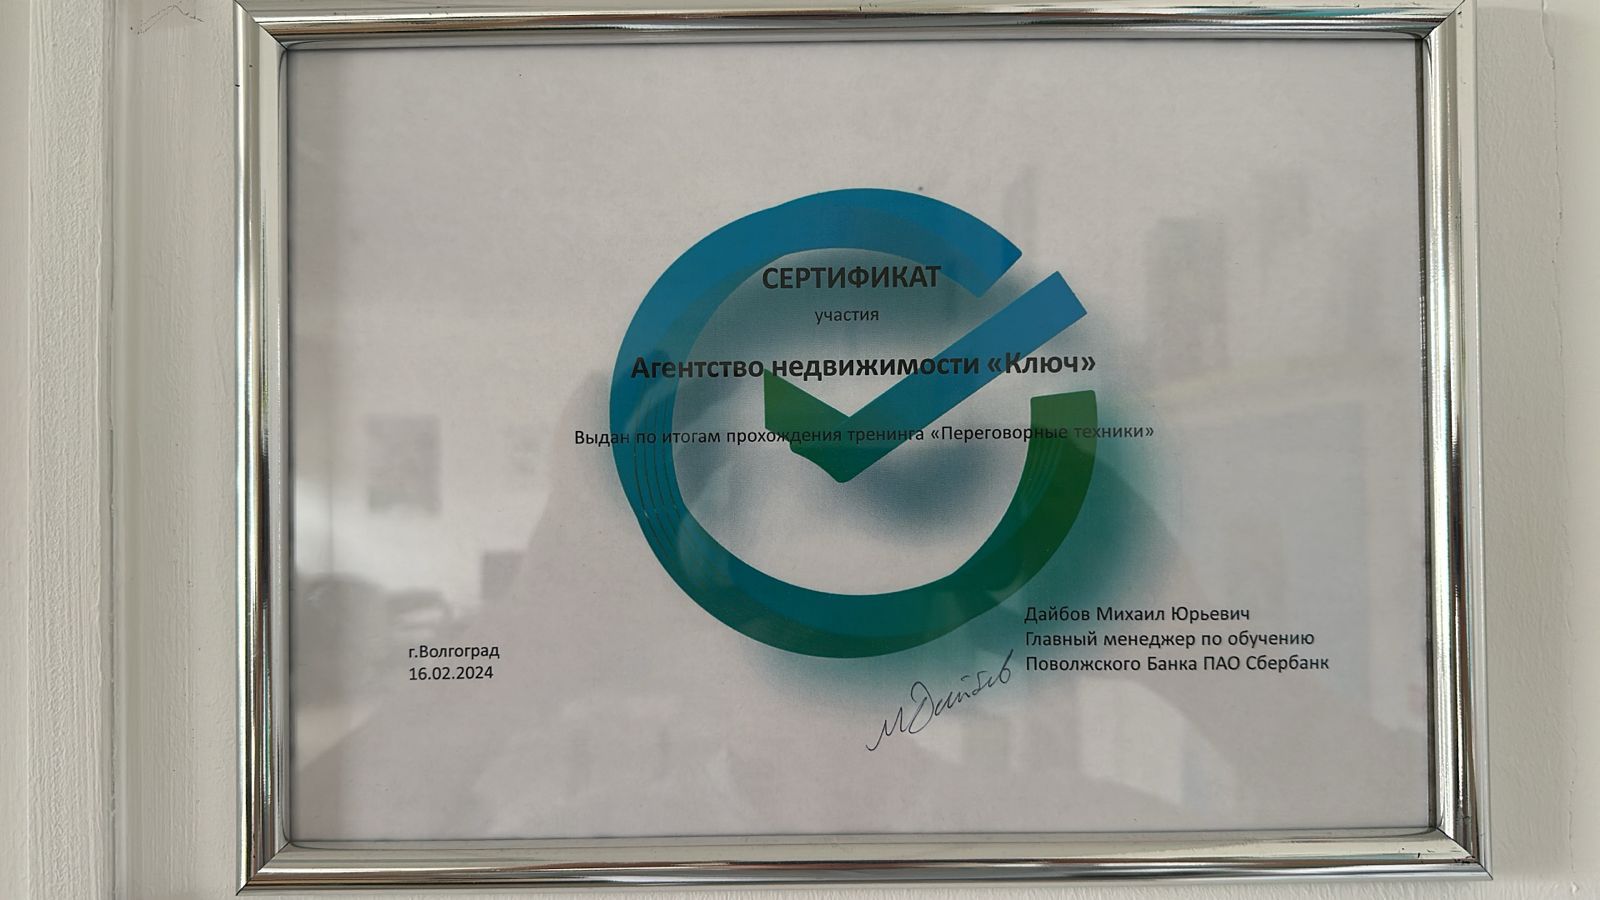 СЕРТИФИКАТ
участия
Агентство недвижимости «Ключ»
Выдан по итогам прохождения тренинга «Переговорные техники»
г.Волгоград
16.02.2024
Дайбов Михаил Юрьевич
Главный менеджер по обучению
Поволжского Банка ПАО Сбербанк
МДайбов